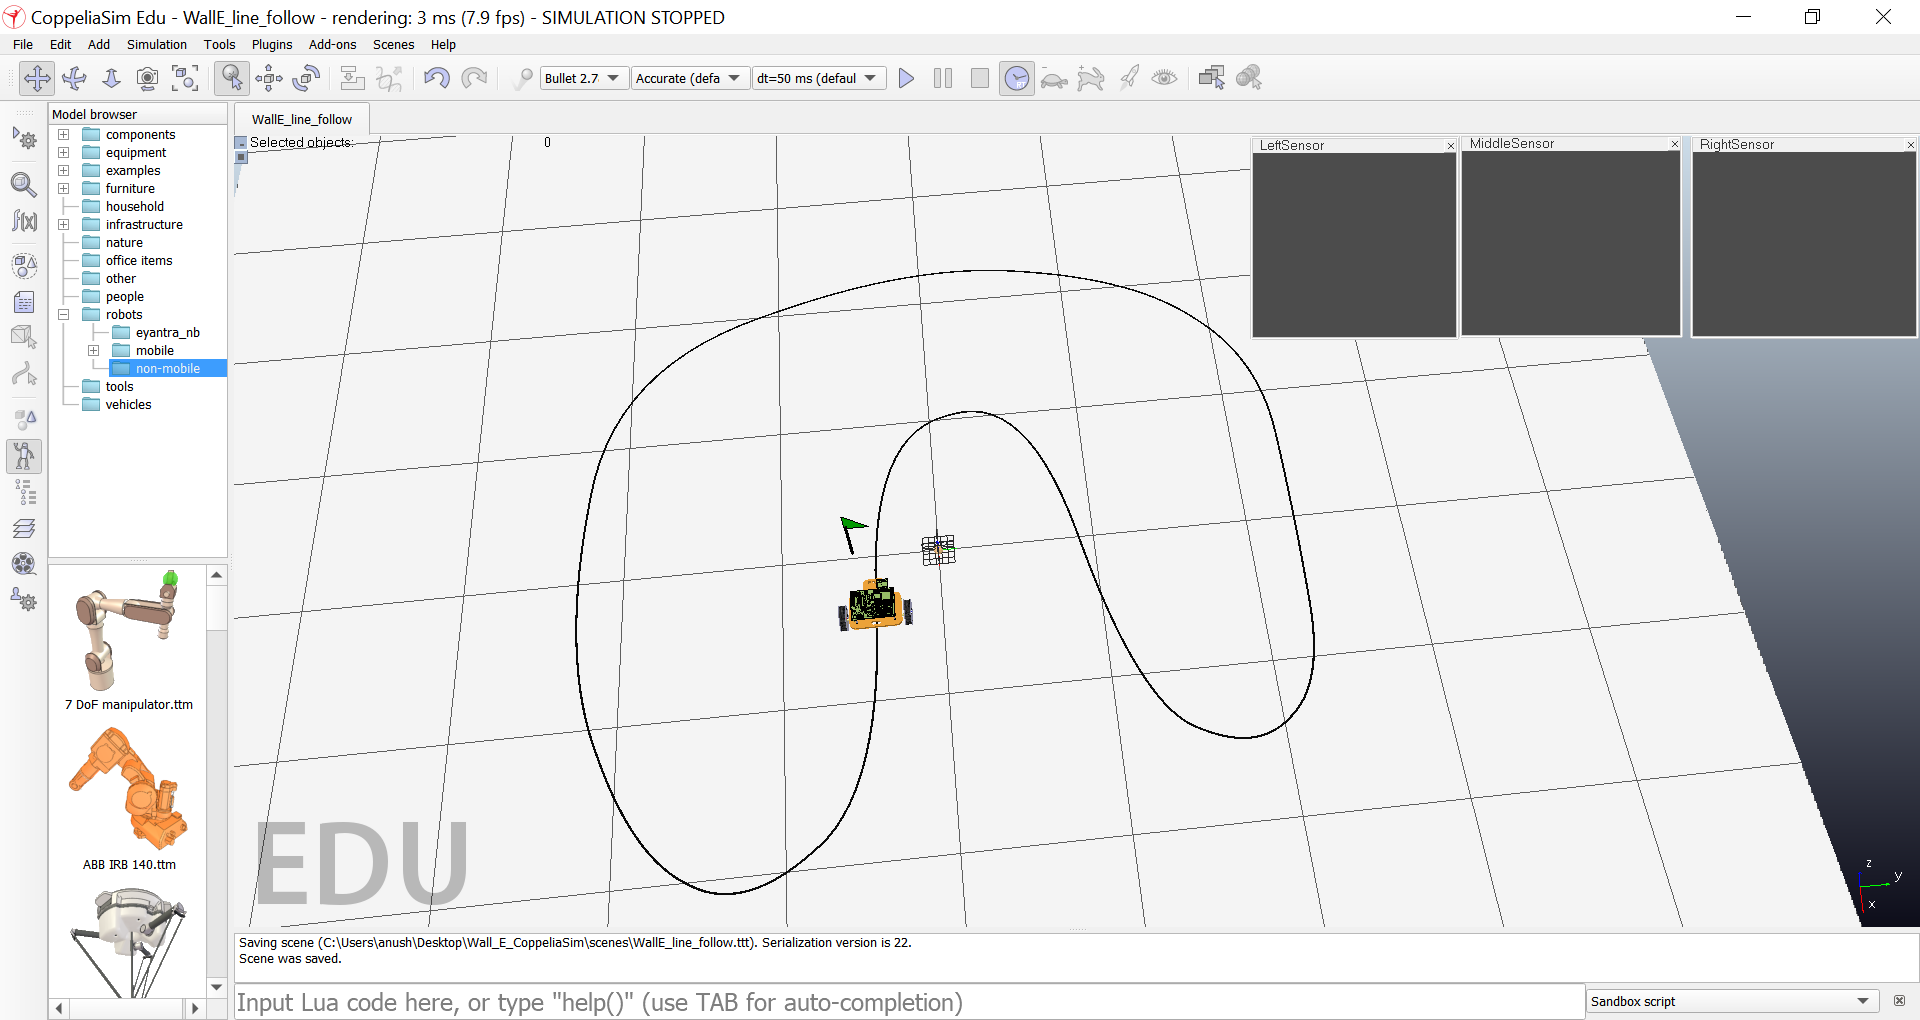 CoppeliaSim Edu - WallE_line_follow - rendering: 3 ms (7.9 fps) - SIMULATION STOPPED
File Edit Add Simulation Tools Plugins Add-ons Scenes Help
Bullet 2.7 Accurate (defa dt=50 ms (defaul
Model browser
components
equipment
examples
furniture
household
infrastructure
nature
office items
other
people
robots
eyantra_nb
mobile
non-mobile
tools
vehicles
7 DoF manipulator.ttm
ABB IRB 140.ttm
WallE_line_follow
Selected objects: 0
LeftSensor
MiddleSensor
RightSensor
EDU
z
y
x
Saving scene (C:\Users\anush\Desktop\Wall_E_CoppeliaSim\scenes\WallE_line_follow.ttt). Serialization version is 22.
Scene was saved.
Input Lua code here, or type "help()" (use TAB for auto-completion)
Sandbox script